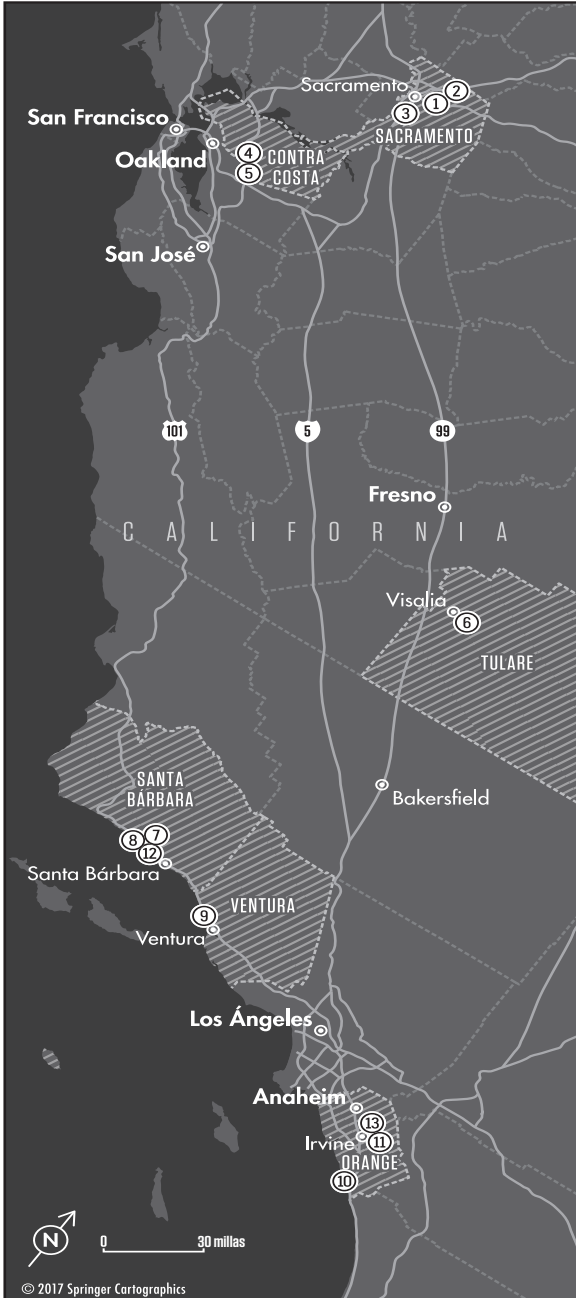 Sacramento
2
1
3
SACRAMENTO
San Francisco
Oakland
4
CONTRA
COSTA
5
San José
101
5
99
Fresno
CALIFORNIA
Visalia
6
TULARE
SANTA
BÁRBARA
Bakersfield
8
7
12
Santa Bárbara
9
VENTURA
Ventura
Los Ángeles
Anaheim
13
Irvine
11
ORANGE
10
N
0
30 millas
© 2017 Springer Cartographics